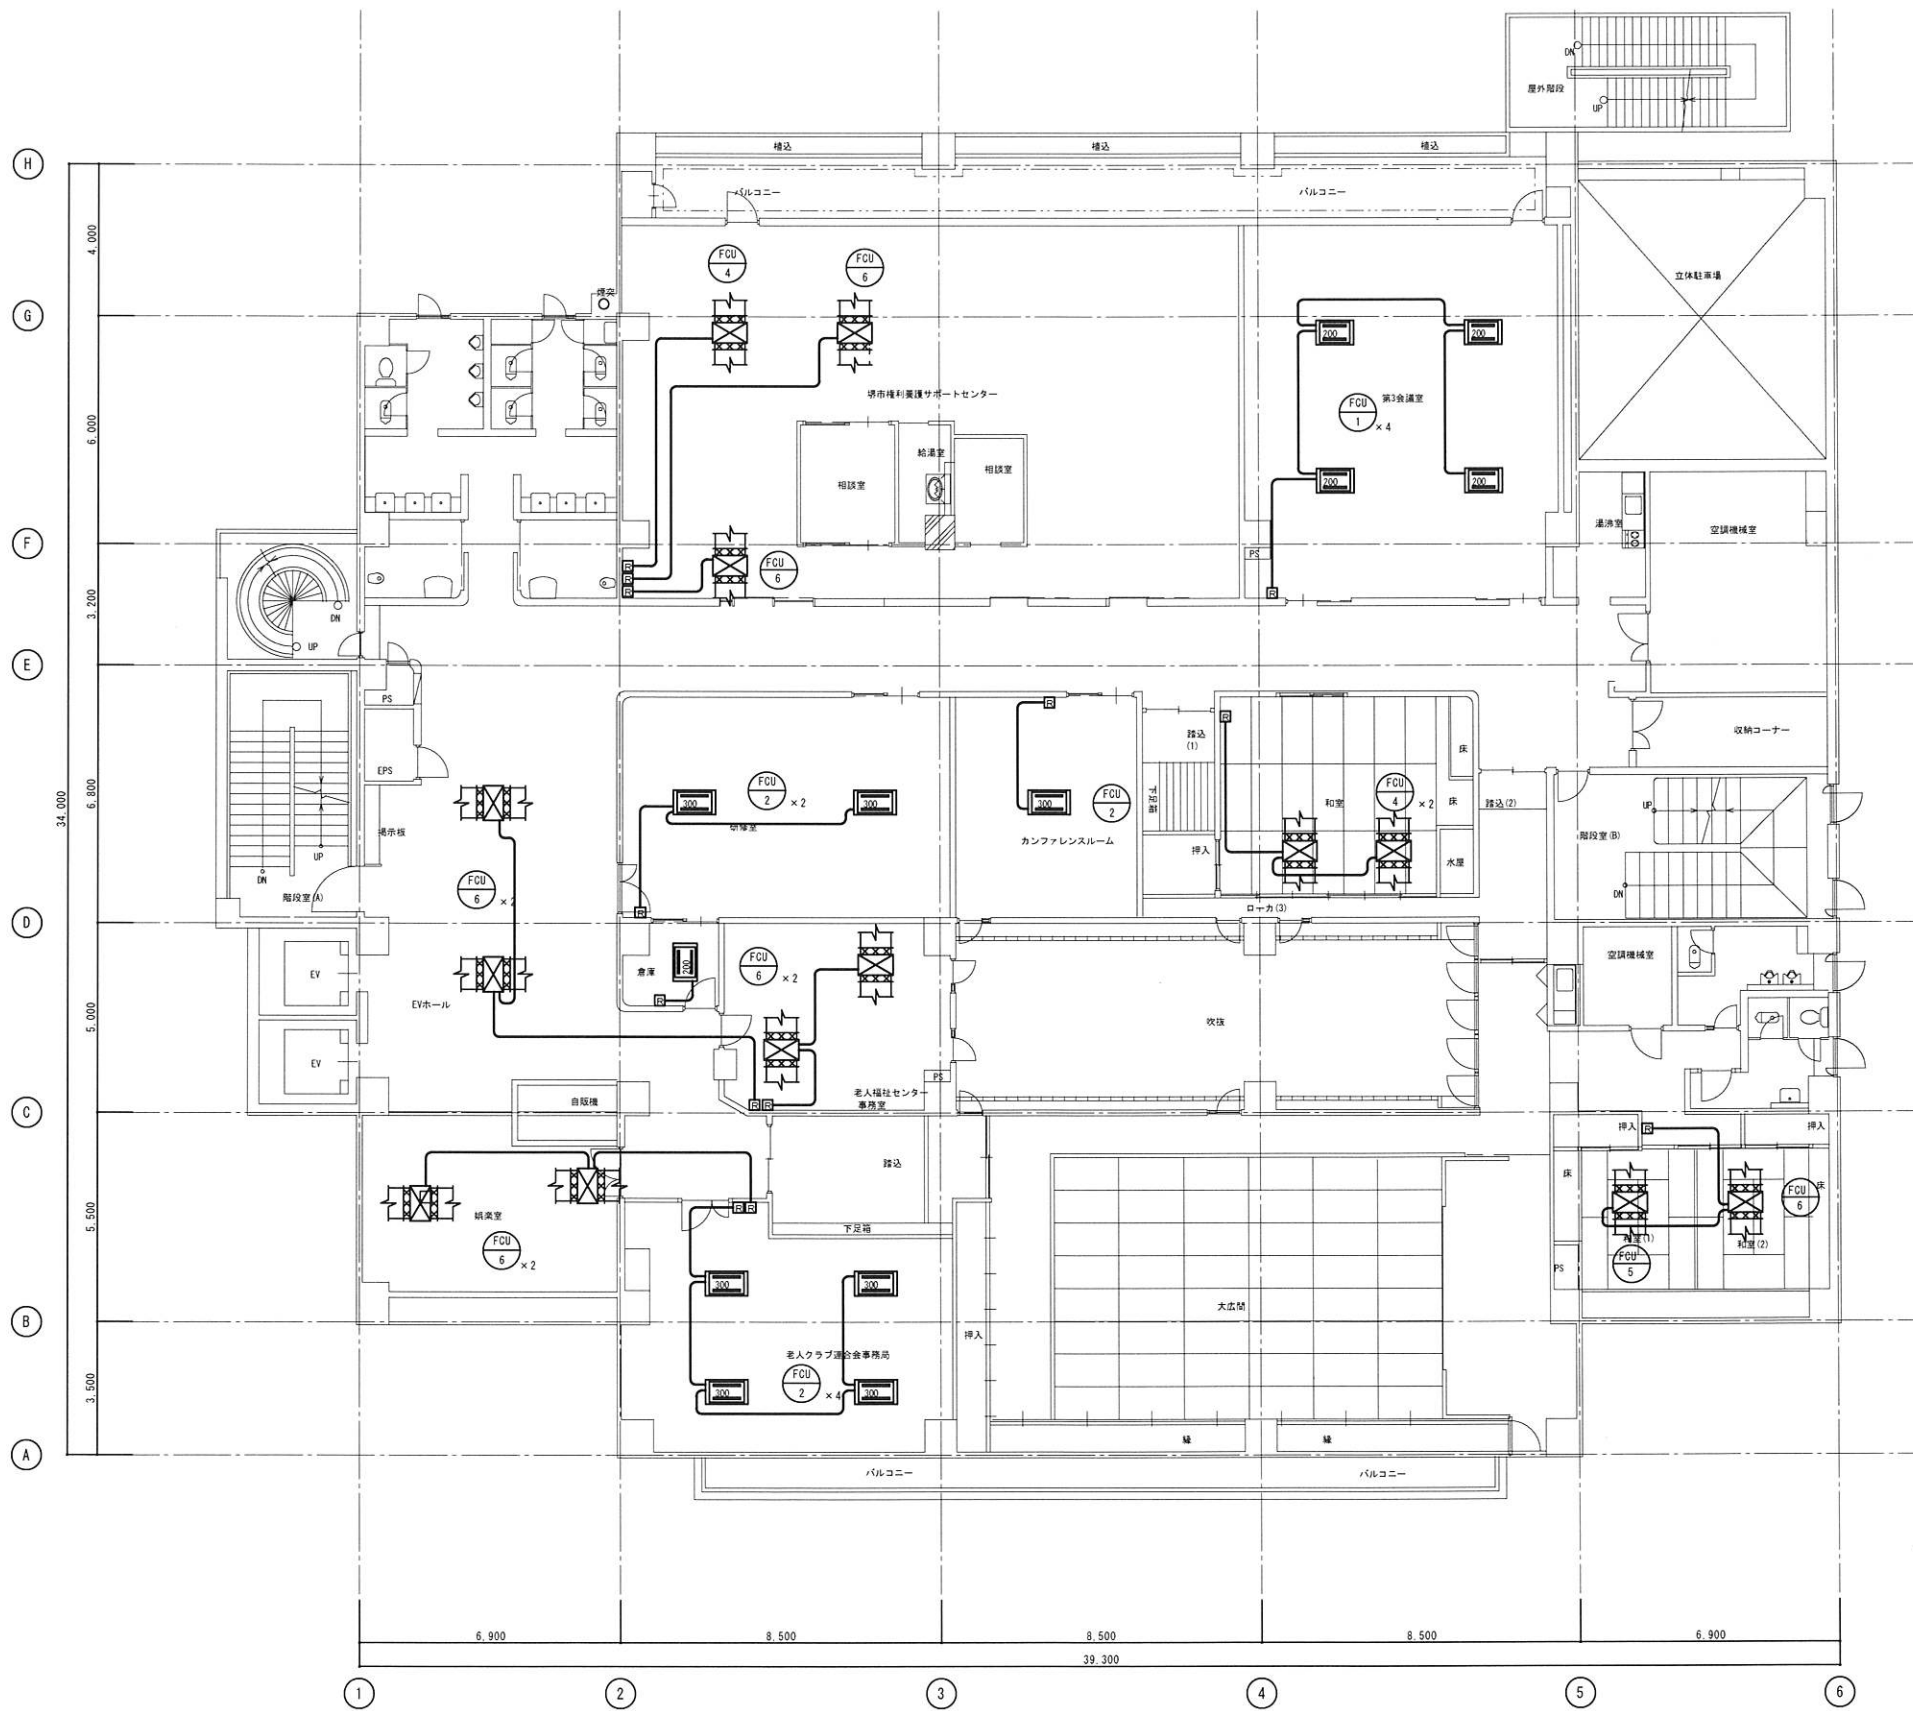 DN
屋外階段
UP
H
植込
植込
植込
バルコニー
バルコニー
4,000
FCU
4
FCU
6
立体駐車場
煙突
G
200
200
堺市権利養護サポートセンター
第3会議室
FCU
1
×4
6,000
給湯室
相談室
相談室
200
200
湯沸室
空調機械室
F
PS
FCU
6
R
R
R
R
3,200
DN
UP
E
PS
R
R
踏込
(1)
収納コーナー
床
EPS
FCU
2
×2
300
300
300
FCU
2
下足箱
和室
FCU
4
×2
床
踏込(2)
UP
34,000
6,800
掲示板
研修室
カンファレンスルーム
階段室(B)
UP
押入
水屋
DN
FCU
6
×2
階段室(A)
DN
R
ローカ(3)
D
空調機械室
FCU
6
×2
倉庫
200
EV
R
EVホール
5,000
吹抜
EV
PS
老人福祉センター
事務室
自販機
R
R
C
押入
R
押入
踏込
床
床
FCU
6
R
R
娯楽室
下足箱
5,500
FCU
6
×2
和室(1)
和室(2)
FCU
5
PS
300
300
大広間
B
押入
老人クラブ連合会事務局
FCU
2
×4
300
300
3,500
縁
縁
A
バルコニー
バルコニー
6,900
8,500
8,500
8,500
6,900
39,300
1
2
3
4
5
6